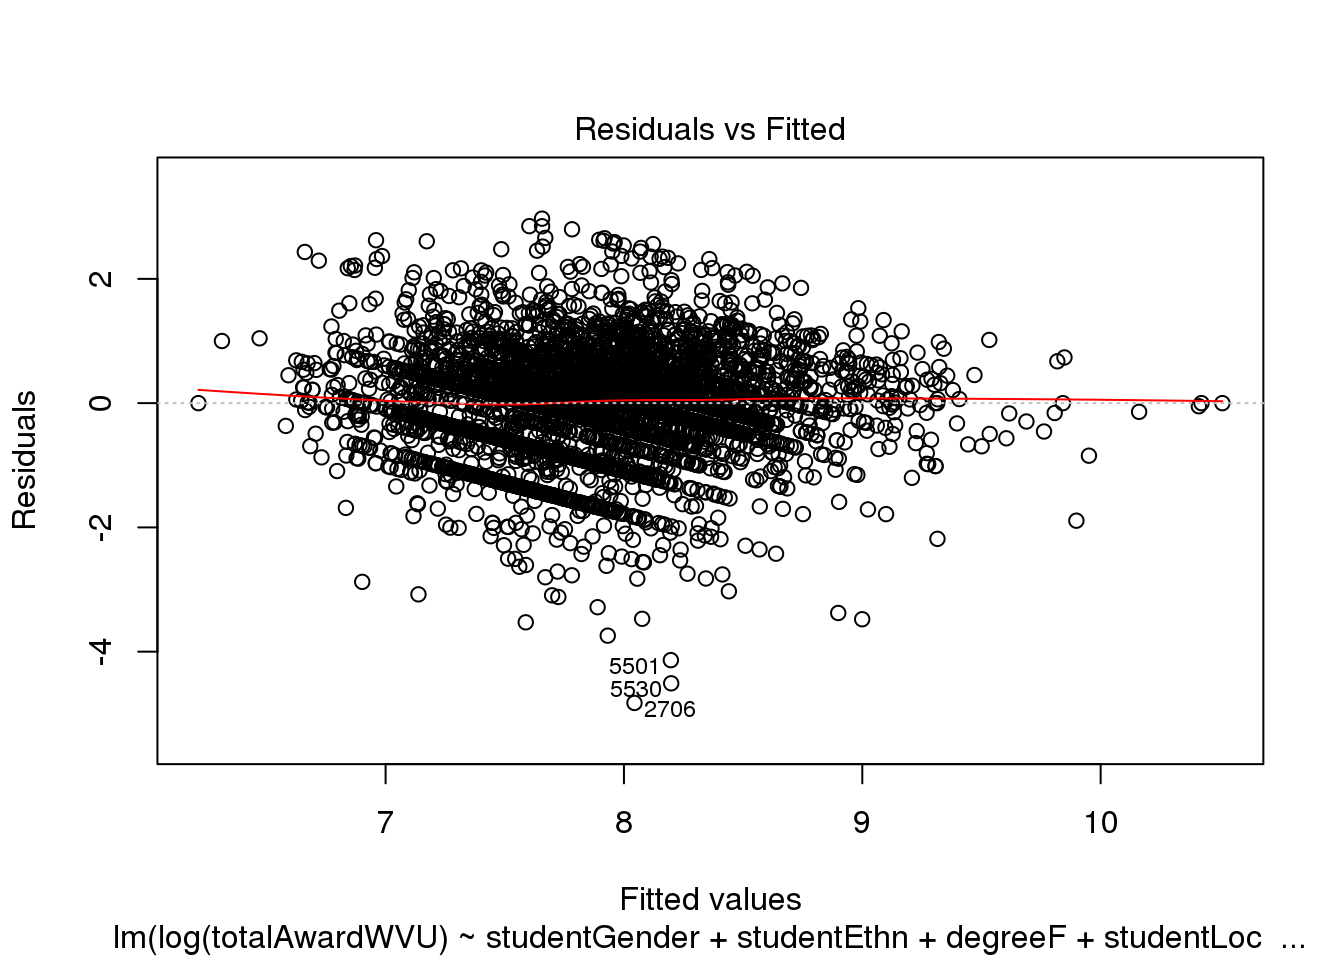 Residuals vs Fitted
Residuals
2
0
-2
-4
5501
5530
2706
7 8 9 10
Fitted values
lm(log(totalAwardWVU) ~ studentGender + studentEthn + degreeF + studentLoc ...